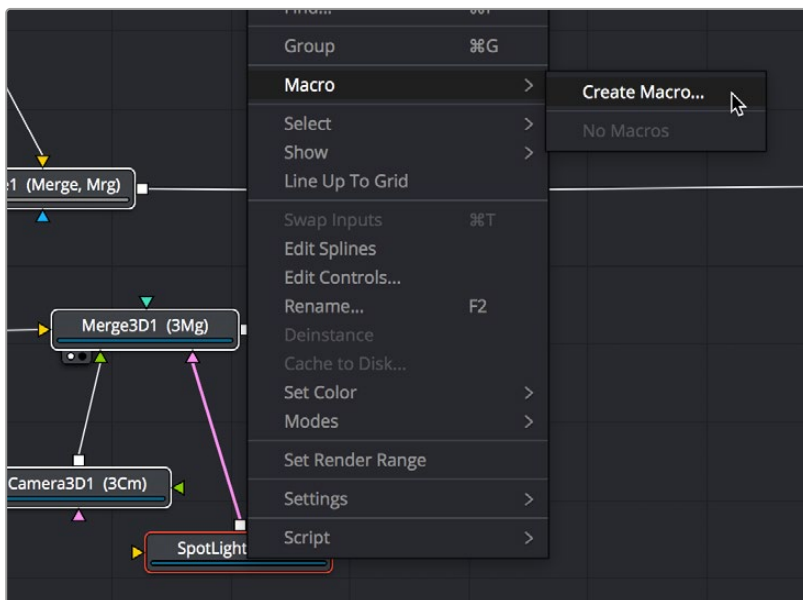 Group ⌘G
Macro >
Create Macro...
No Macros
Select >
Show >
Line Up To Grid
Swap Inputs ⌘T
Edit Splines
Edit Controls...
Rename... F2
Deinstance
Cache to Disk...
Set Color >
Modes >
Set Render Range
Settings >
Script >
1 (Merge, Mrg)
Merge3D1 (3Mg)
Camera3D1 (3Cm)
SpotLight